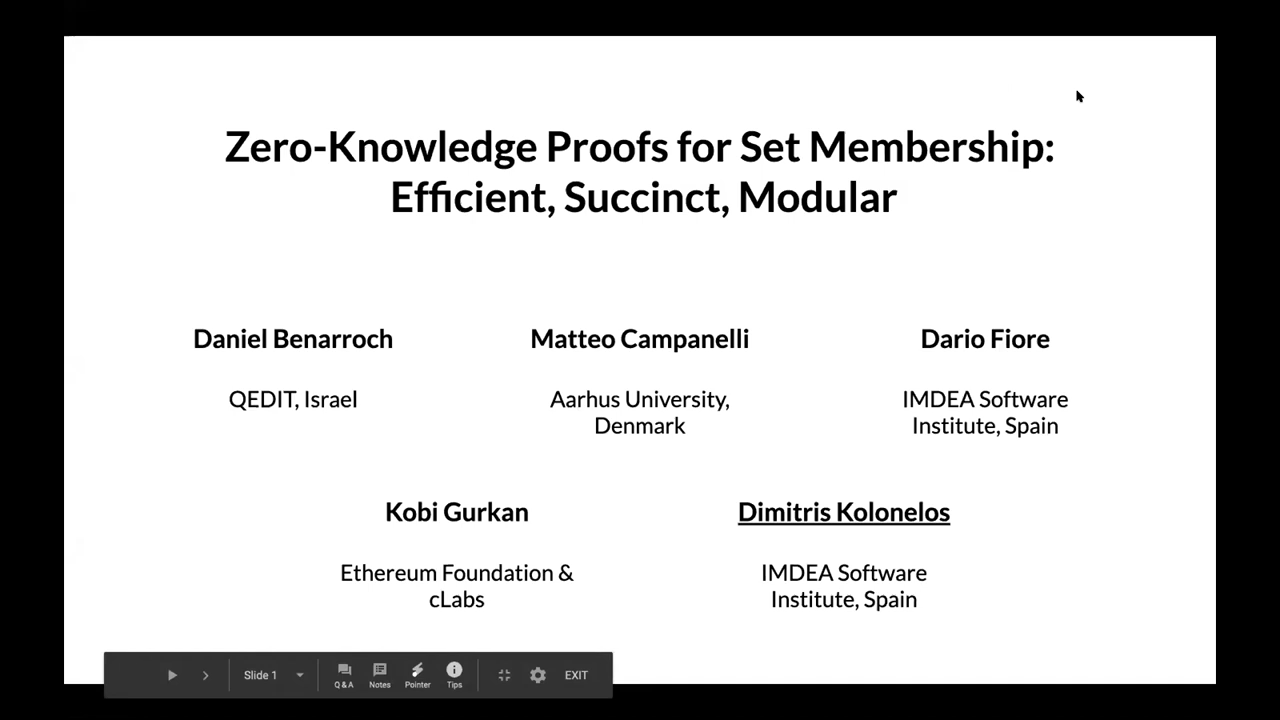 Zero-Knowledge Proofs for Set Membership:
Efficient, Succinct, Modular
Daniel Benarroch
QEDIT, Israel
Matteo Campanelli
Aarhus University,
Denmark
Dario Fiore
IMDEA Software
Institute, Spain
Kobi Gurkan
Ethereum Foundation &
cLabs
Dimitris Kolonelos
IMDEA Software
Institute, Spain
Slide 1
Q&A
Notes
Pointer
Tips
EXIT